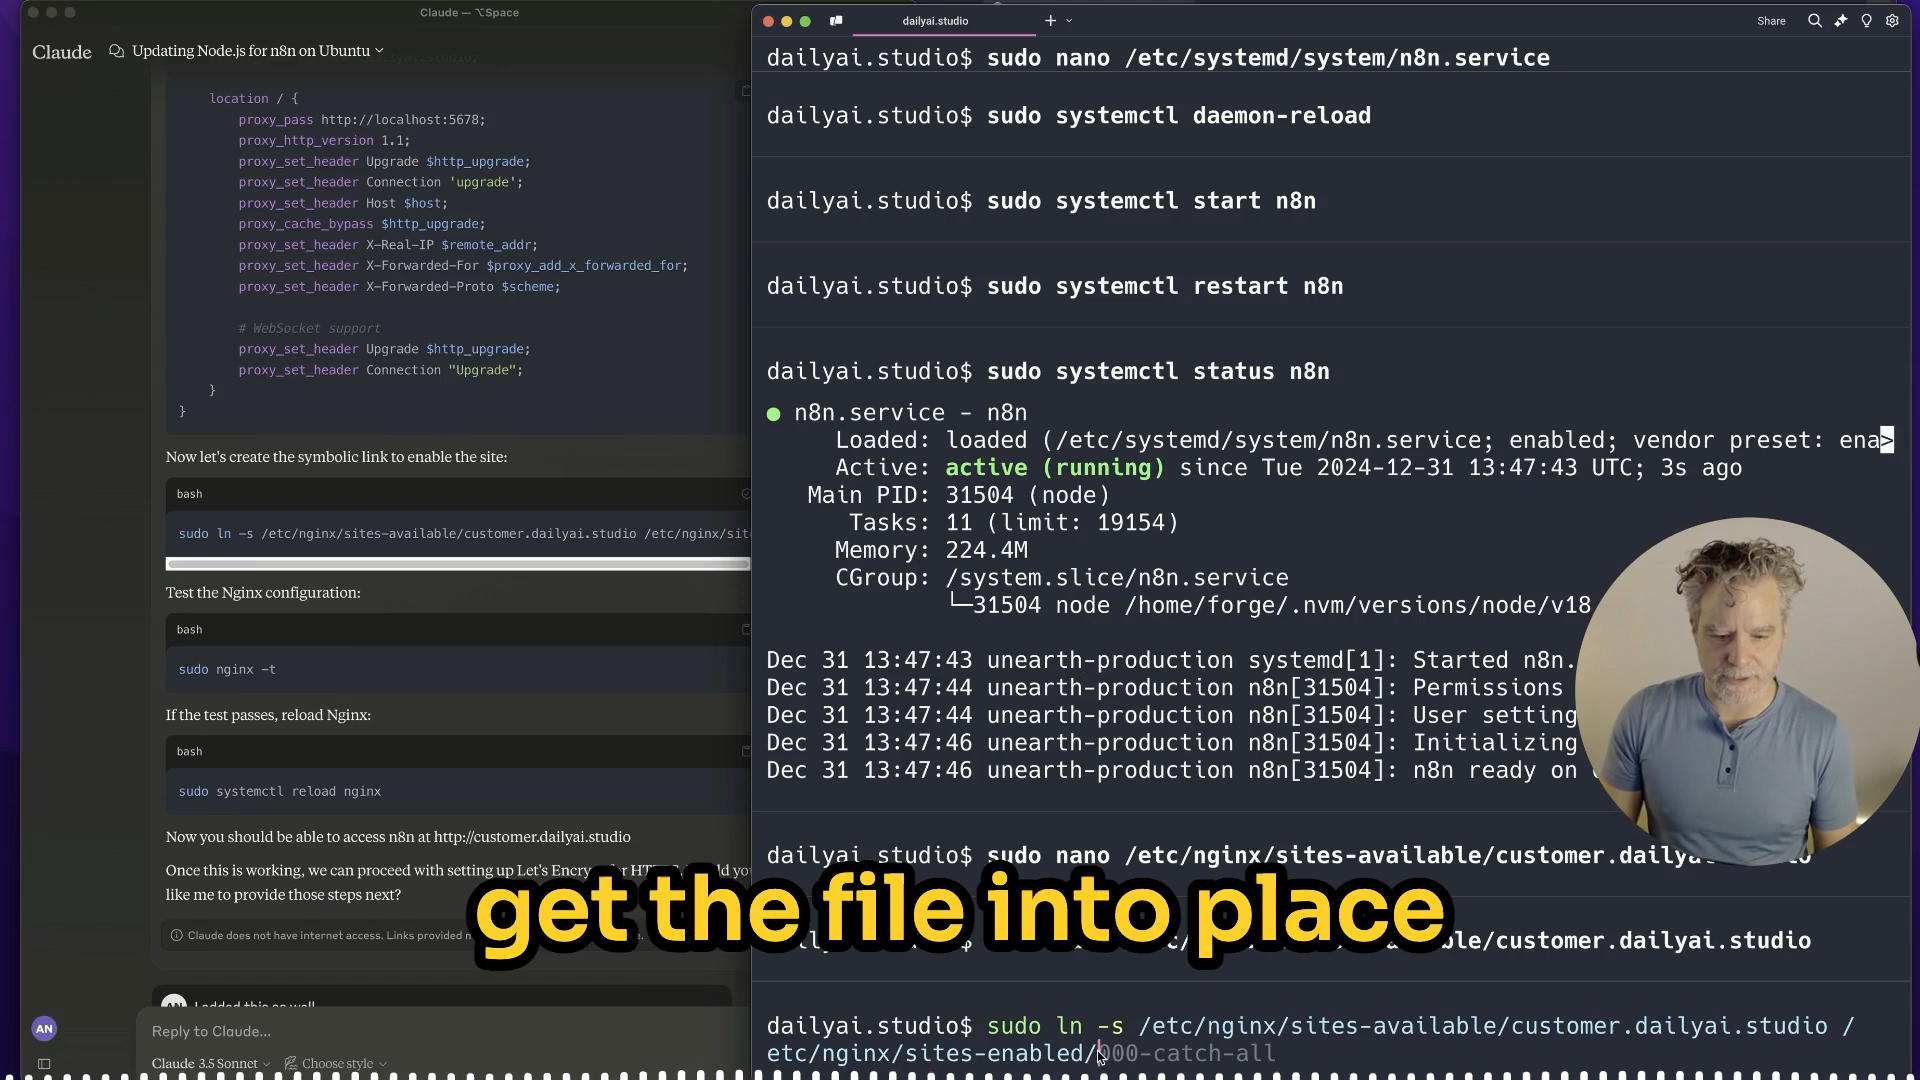 Claude — ⌥Space
Claude
Updating Node.js for n8n on Ubuntu
location / {
proxy_pass http://localhost:5678;
proxy_http_version 1.1;
proxy_set_header Upgrade $http_upgrade;
proxy_set_header Connection 'upgrade';
proxy_set_header Host $host;
proxy_cache_bypass $http_upgrade;
proxy_set_header X-Real-IP $remote_addr;
proxy_set_header X-Forwarded-For $proxy_add_x_forwarded_for;
proxy_set_header X-Forwarded-Proto $scheme;
# WebSocket support
proxy_set_header Upgrade $http_upgrade;
proxy_set_header Connection "Upgrade";
}
}
Now let's create the symbolic link to enable the site:
bash
sudo ln -s /etc/nginx/sites-available/customer.dailyai.studio /etc/nginx/sit
Test the Nginx configuration:
bash
sudo nginx -t
If the test passes, reload Nginx:
bash
sudo systemctl reload nginx
Now you should be able to access n8n at http://customer.dailyai.studio
Once this is working, we can proceed with setting up Let's Encrypt for
like me to provide those steps next?
Claude does not have internet access. Links provided
AN
I added this as well
AN
Reply to Claude...
Claude 3.5 Sonnet
Choose style
dailyai.studio
Share
dailyai.studio$ sudo nano /etc/systemd/system/n8n.service
dailyai.studio$ sudo systemctl daemon-reload
dailyai.studio$ sudo systemctl start n8n
dailyai.studio$ sudo systemctl restart n8n
dailyai.studio$ sudo systemctl status n8n
● n8n.service - n8n
Loaded: loaded (/etc/systemd/system/n8n.service; enabled; vendor preset: ena>
Active: active (running) since Tue 2024-12-31 13:47:43 UTC; 3s ago
Main PID: 31504 (node)
Tasks: 11 (limit: 19154)
Memory: 224.4M
CGroup: /system.slice/n8n.service
└─31504 node /home/forge/.nvm/versions/node/v18
Dec 31 13:47:43 unearth-production systemd[1]: Started n8n.
Dec 31 13:47:44 unearth-production n8n[31504]: Permissions
Dec 31 13:47:44 unearth-production n8n[31504]: User setting
Dec 31 13:47:46 unearth-production n8n[31504]: Initializing
Dec 31 13:47:46 unearth-production n8n[31504]: n8n ready on
dailyai.studio$ sudo nano /etc/nginx/sites-available/customer.dailyai.studio
customer.dailyai.studio
dailyai.studio$ sudo ln -s /etc/nginx/sites-available/customer.dailyai.studio /
etc/nginx/sites-enabled/000-catch-all
get the file into place